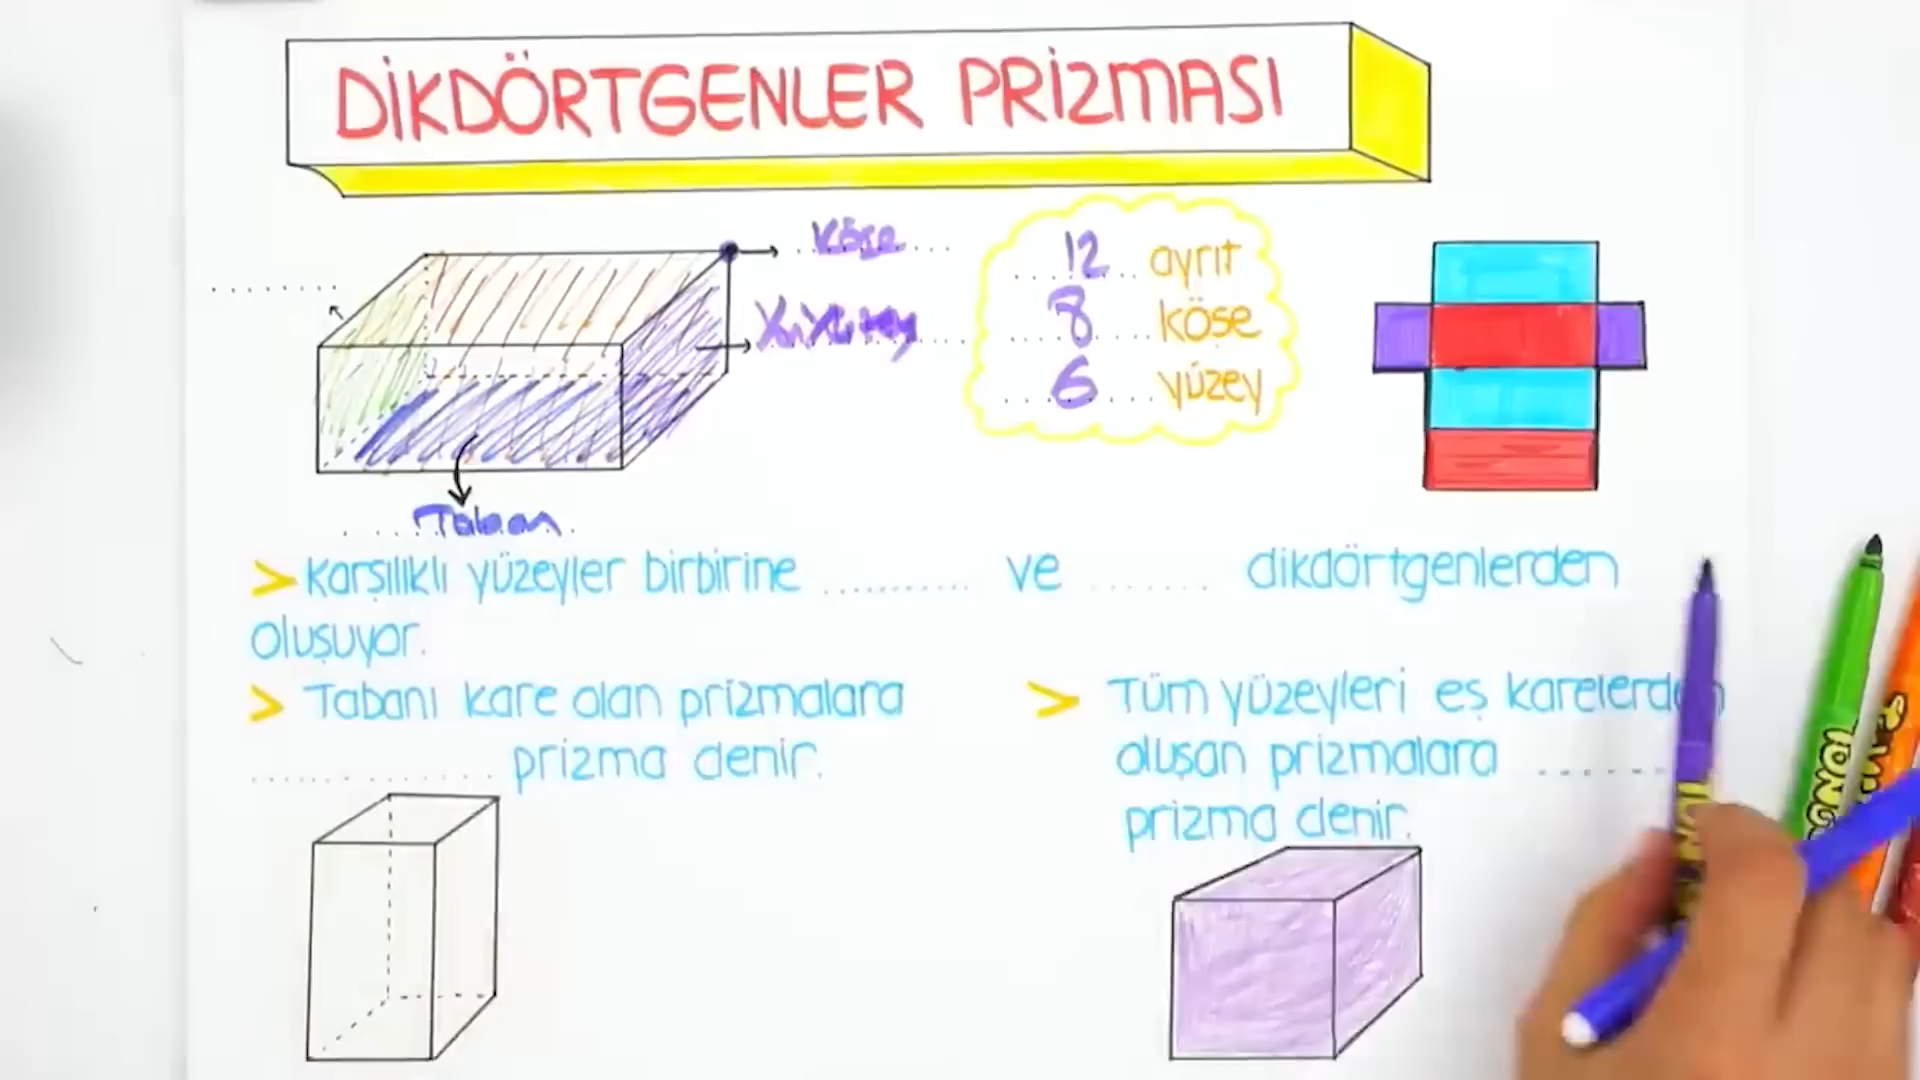 DİKDÖRTGENLER PRİZMASI
köşe
12 ayrıt
8 köşe
6 yüzey
Taban
> Karşılıklı yüzeyler birbirine .......... ve ....... dikdörtgenlerden
oluşuyor.
> Tabanı kare olan prizmalara
.............. prizma denir.
> Tüm yüzeyleri eş karelerden
oluşan prizmalara -------
prizma denir.